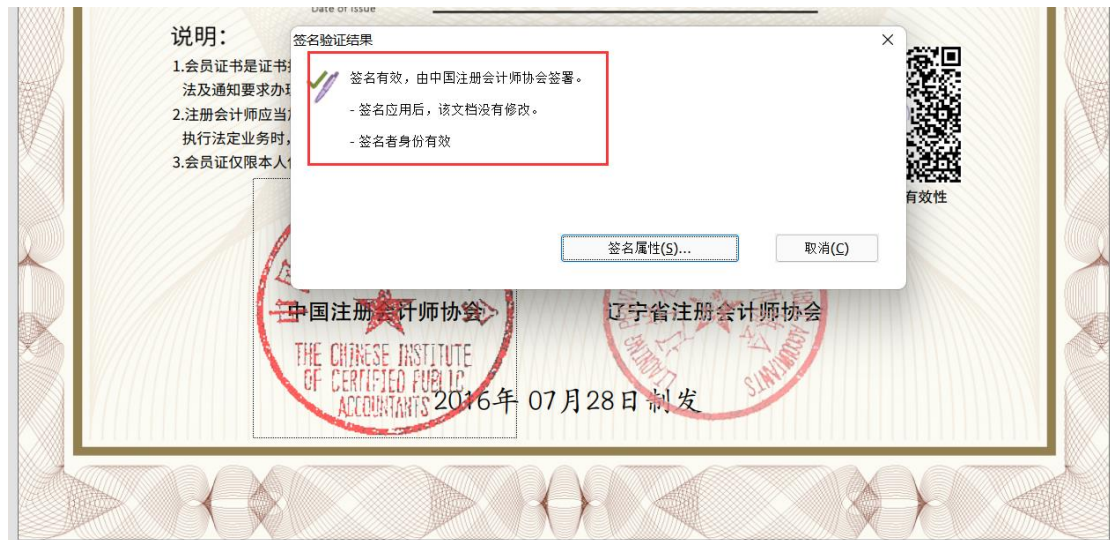 Date of Issue
说明：
签名验证结果
1.会员证书是证书
签名有效，由中国注册会计师协会签署。
法及通知要求办理
- 签名应用后，该文档没有修改。
2.注册会计师应当
执行法定业务时，
- 签名者身份有效
3.会员证仅限本人
有效性
签名属性(S)...
取消(C)
中国注册会计师协会
辽宁省注册会计师协会
THE CHINESE INSTITUTE
OF CERTIFIED PUBLIC
ACCOUNTANTS
2016年 07月28日制发